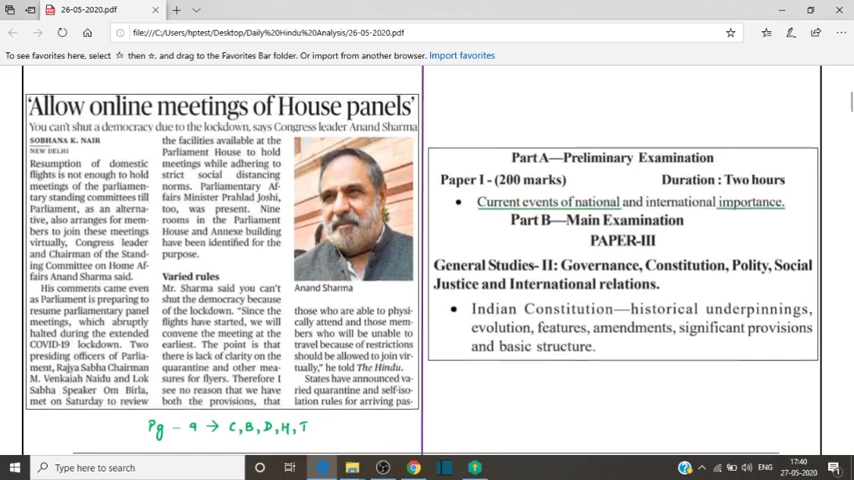 26-05-2020.pdf
file:///C:/Users/hptest/Desktop/Daily%20Hindu%20Analysis/26-05-2020.pdf
To see favorites here, select ☆ then ☆, and drag to the Favorites Bar folder. Or import from another browser. Import favorites
'Allow online meetings of House panels'
You can't shut a democracy due to the lockdown, says Congress leader Anand Sharma
SOBHANA K. NAIR
NEW DELHI
Resumption of domestic
flights is not enough to hold
meetings of the parliamen-
tary standing committees till
Parliament, as an alterna-
tive, also arranges for mem-
bers to join these meetings
virtually, Congress leader
and Chairman of the Stand-
ing Committee on Home Af-
fairs Anand Sharma said.
His comments came even
as Parliament is preparing to
resume parliamentary panel
meetings, which abruptly
halted during the extended
COVID-19 lockdown. Two
presiding officers of Parlia-
ment, Rajya Sabha Chairman
M. Venkaiah Naidu and Lok
Sabha Speaker Om Birla,
met on Saturday to review
the facilities available at the
Parliament House to hold
meetings while adhering to
strict social distancing
norms. Parliamentary Af-
fairs Minister Prahlad Joshi,
too, was present. Nine
rooms in the Parliament
House and Annexe building
have been identified for the
purpose.
Varied rules
Mr. Sharma said you can't
shut the democracy because
of the lockdown. "Since the
flights have started, we will
convene the meeting at the
earliest. The point is that
there is lack of clarity on the
quarantine and other mea-
sures for flyers. Therefore I
see no reason that we have
both the provisions, that
Anand Sharma
those who are able to physi-
cally attend and those mem-
bers who will be unable to
travel because of restrictions
should be allowed to join vir-
tually," he told The Hindu.
States have announced va-
ried quarantine and self-iso-
lation rules for arriving pas-
Pg - 9 → C, B, D, H, T
Part A—Preliminary Examination
Paper I - (200 marks) Duration : Two hours
• Current events of national and international importance.
Part B—Main Examination
PAPER-III
General Studies- II: Governance, Constitution, Polity, Social
Justice and International relations.
• Indian Constitution—historical underpinnings,
evolution, features, amendments, significant provisions
and basic structure.
Type here to search
ENG
17:40
27-05-2020